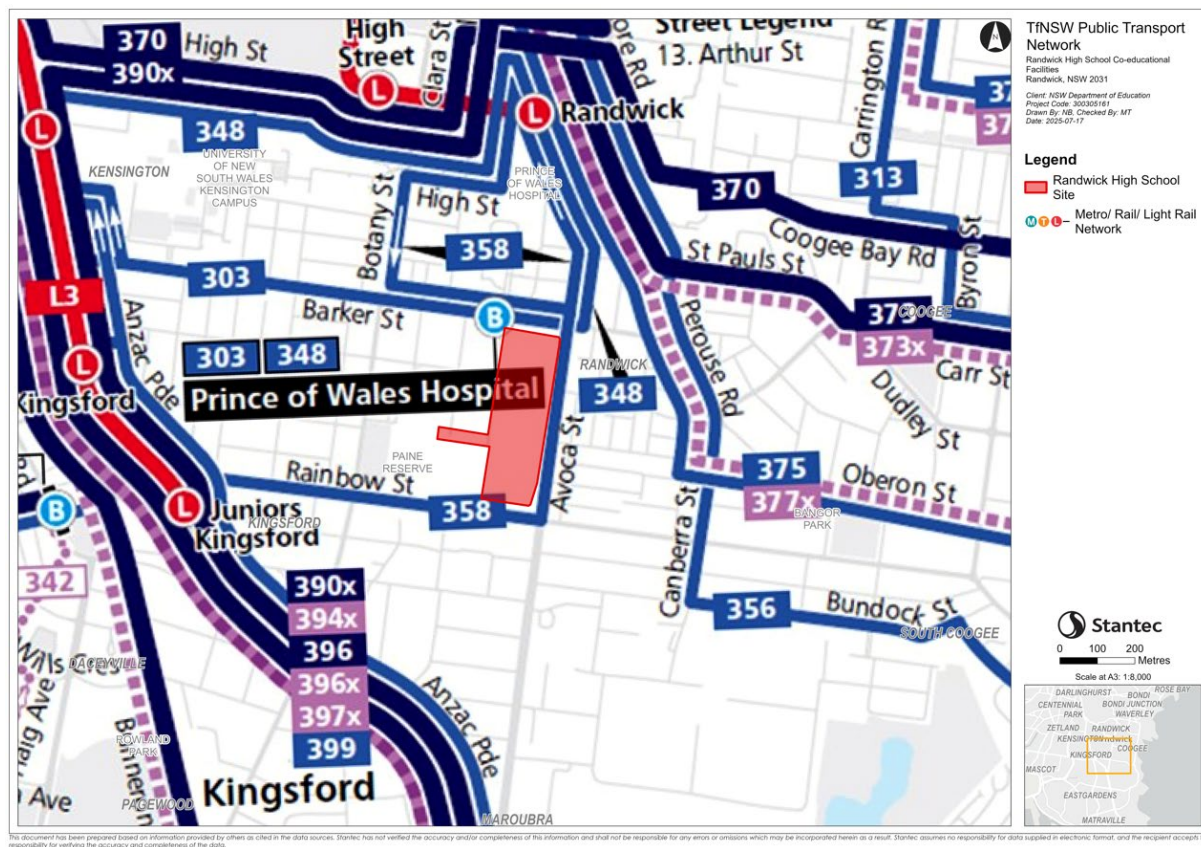 TfNSW Public Transport
Network
Randwick High School Co-educational
Facilities
Randwick, NSW 2031
Client: NSW Department of Education
Project Code: 300305161
Drawn By: NB, Checked By: MT
Date: 2025-07-17
Legend
Randwick High School
Site
M T L Metro/ Rail/ Light Rail
Network
N
Street Legend
13. Arthur St
370
390x
High St
High
Street
Clara St
L
L
L
Randwick
Carrington R
37
37
348
KENSINGTON
UNIVERSITY
OF NEW
SOUTH WALES
KENSINGTON
CAMPUS
PRINCE
OF WALES
HOSPITAL
313
370
Botany St
High St
358
Coogee Bay Rd
Byron St
St Pauls St
303
L3
Barker St
B
Anzac Pde
373
COOGEE
373x
Carr St
303
348
Prince of Wales Hospital
RANDWICK
348
Perouse Rd
Dudley St
L
Kingsford
PAINE
RESERVE
Avoca St
Rainbow St
358
375
377x
Oberon St
BANGOR
PARK
L
Juniors
Kingsford
KINGSFORD
B
Canberra St
342
390x
394x
396
396x
397x
399
356
Bundock St
SOUTH COOGEE
Wills Cres
DACEYVILLE
Anzac Pde
ROWLAND
PARK
PAGEWOOD
Kingsford
MAROUBRA
Stantec
0 100 200
Metres
Scale at A3: 1:8,000
DARLINGHURST
BONDI
ROSE BAY
CENTENNIAL
PARK
BONDI JUNCTION
WAVERLEY
ZETLAND
RANDWICK
KENSINGTON
COOGEE
KINGSFORD
MASCOT
EASTGARDENS
MATRAVILLE
This document has been prepared based on information provided by others as cited in the data sources. Stantec has not verified the accuracy and/or completeness of this information and shall not be responsible for any errors or omissions which may be incorporated herein as a result. Stantec assumes no responsibility for data supplied in electronic format, and the recipient accepts
responsibility for verifying the accuracy and completeness of the data.